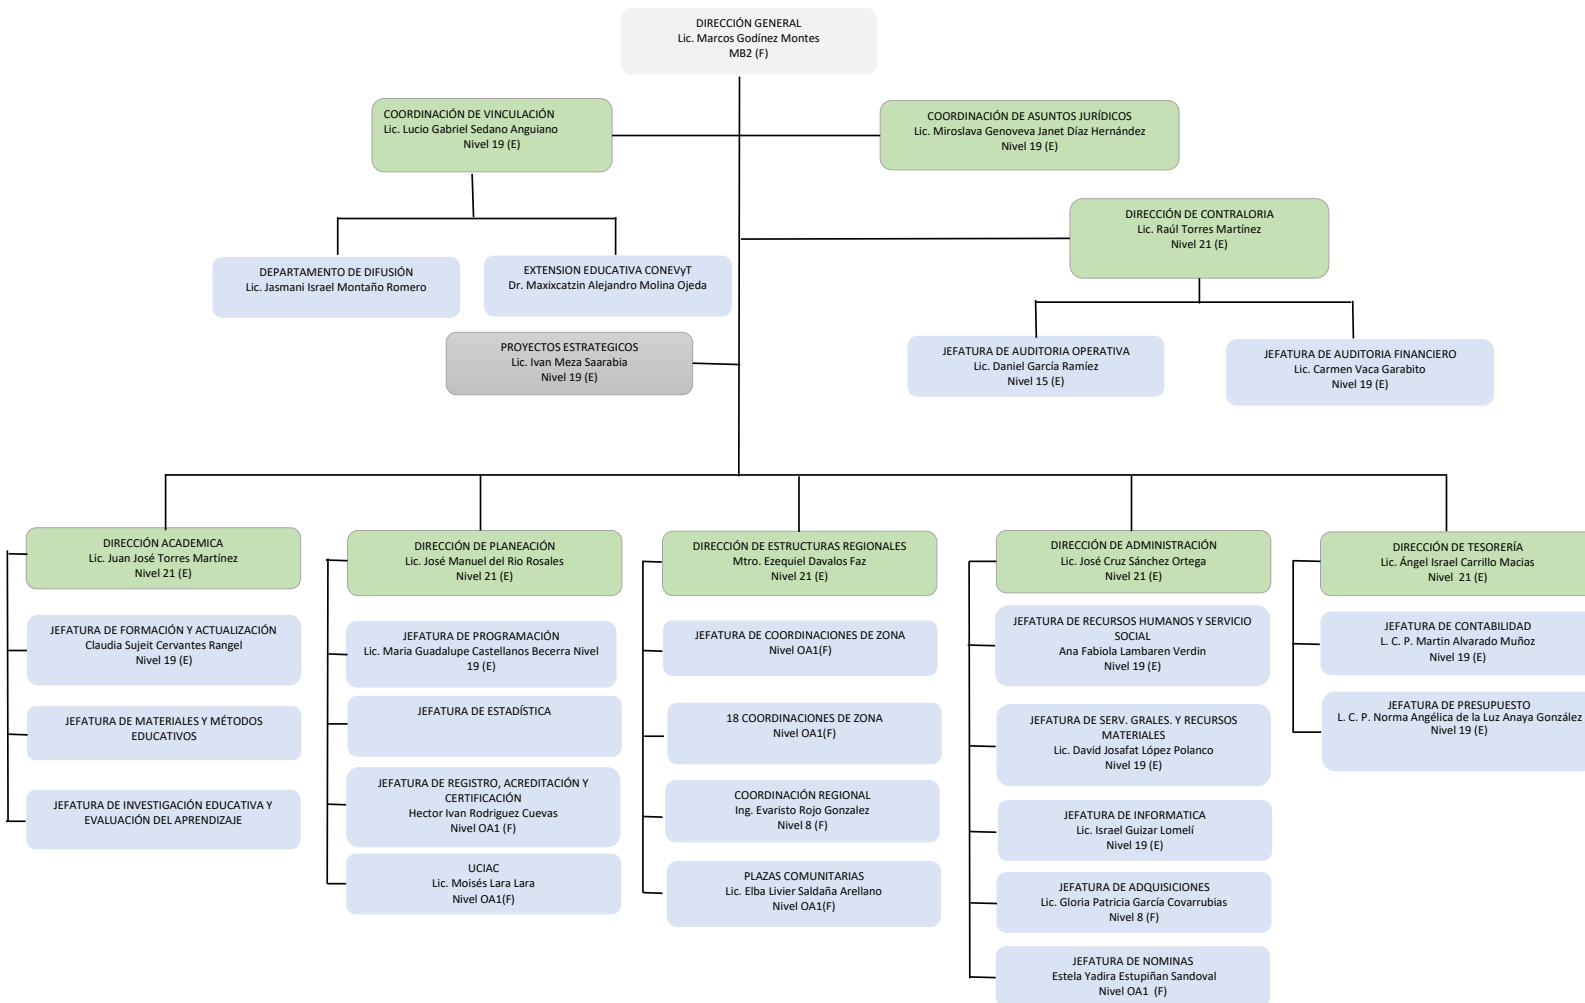 DIRECCIÓN GENERAL
Lic. Marcos Godínez Montes
MB2 (F)
COORDINACIÓN DE VINCULACIÓN
Lic. Lucio Gabriel Sedano Anguiano
Nivel 19 (E)
COORDINACIÓN DE ASUNTOS JURÍDICOS
Lic. Miroslava Genoveva Janet Díaz Hernández
Nivel 19 (E)
DIRECCIÓN DE CONTRALORIA
Lic. Raúl Torres Martínez
Nivel 21 (E)
DEPARTAMENTO DE DIFUSIÓN
Lic. Jasmani Israel Montaño Romero
EXTENSION EDUCATIVA CONEVyT
Dr. Maxixcatzin Alejandro Molina Ojeda
PROYECTOS ESTRATEGICOS
Lic. Ivan Meza Saarabia
Nivel 19 (E)
JEFATURA DE AUDITORIA OPERATIVA
Lic. Daniel García Ramíez
Nivel 15 (E)
JEFATURA DE AUDITORIA FINANCIERO
Lic. Carmen Vaca Garabito
Nivel 19 (E)
DIRECCIÓN ACADEMICA
Lic. Juan José Torres Martínez
Nivel 21 (E)
JEFATURA DE FORMACIÓN Y ACTUALIZACIÓN
Claudia Sujeit Cervantes Rangel
Nivel 19 (E)
JEFATURA DE MATERIALES Y MÉTODOS
EDUCATIVOS
JEFATURA DE INVESTIGACIÓN EDUCATIVA Y
EVALUACIÓN DEL APRENDIZAJE
DIRECCIÓN DE PLANEACIÓN
Lic. José Manuel del Rio Rosales
Nivel 21 (E)
JEFATURA DE PROGRAMACIÓN
Lic. Maria Guadalupe Castellanos Becerra Nivel
19 (E)
JEFATURA DE ESTADÍSTICA
JEFATURA DE REGISTRO, ACREDITACIÓN Y
CERTIFICACIÓN
Hector Ivan Rodriguez Cuevas
Nivel OA1 (F)
UCIAC
Lic. Moisés Lara Lara
Nivel OA1(F)
DIRECCIÓN DE ESTRUCTURAS REGIONALES
Mtro. Ezequiel Davalos Faz
Nivel 21 (E)
JEFATURA DE COORDINACIONES DE ZONA
Nivel OA1(F)
18 COORDINACIONES DE ZONA
Nivel OA1(F)
COORDINACIÓN REGIONAL
Ing. Evaristo Rojo Gonzalez
Nivel 8 (F)
PLAZAS COMUNITARIAS
Lic. Elba Livier Saldaña Arellano
Nivel OA1(F)
DIRECCIÓN DE ADMINISTRACIÓN
Lic. José Cruz Sánchez Ortega
Nivel 21 (E)
JEFATURA DE RECURSOS HUMANOS Y SERVICIO
SOCIAL
Ana Fabiola Lambaren Verdin
Nivel 19 (E)
JEFATURA DE SERV. GRALES. Y RECURSOS
MATERIALES
Lic. David Josafat López Polanco
Nivel 19 (E)
JEFATURA DE INFORMATICA
Lic. Israel Guizar Lomelí
Nivel 19 (E)
JEFATURA DE ADQUISICIONES
Lic. Gloria Patricia García Covarrubias
Nivel 8 (F)
JEFATURA DE NOMINAS
Estela Yadira Estupiñan Sandoval
Nivel OA1 (F)
DIRECCIÓN DE TESORERÍA
Lic. Ángel Israel Carrillo Macias
Nivel 21 (E)
JEFATURA DE CONTABILIDAD
L. C. P. Martin Alvarado Muñoz
Nivel 19 (E)
JEFATURA DE PRESUPUESTO
L. C. P. Norma Angélica de la Luz Anaya González
Nivel 19 (E)